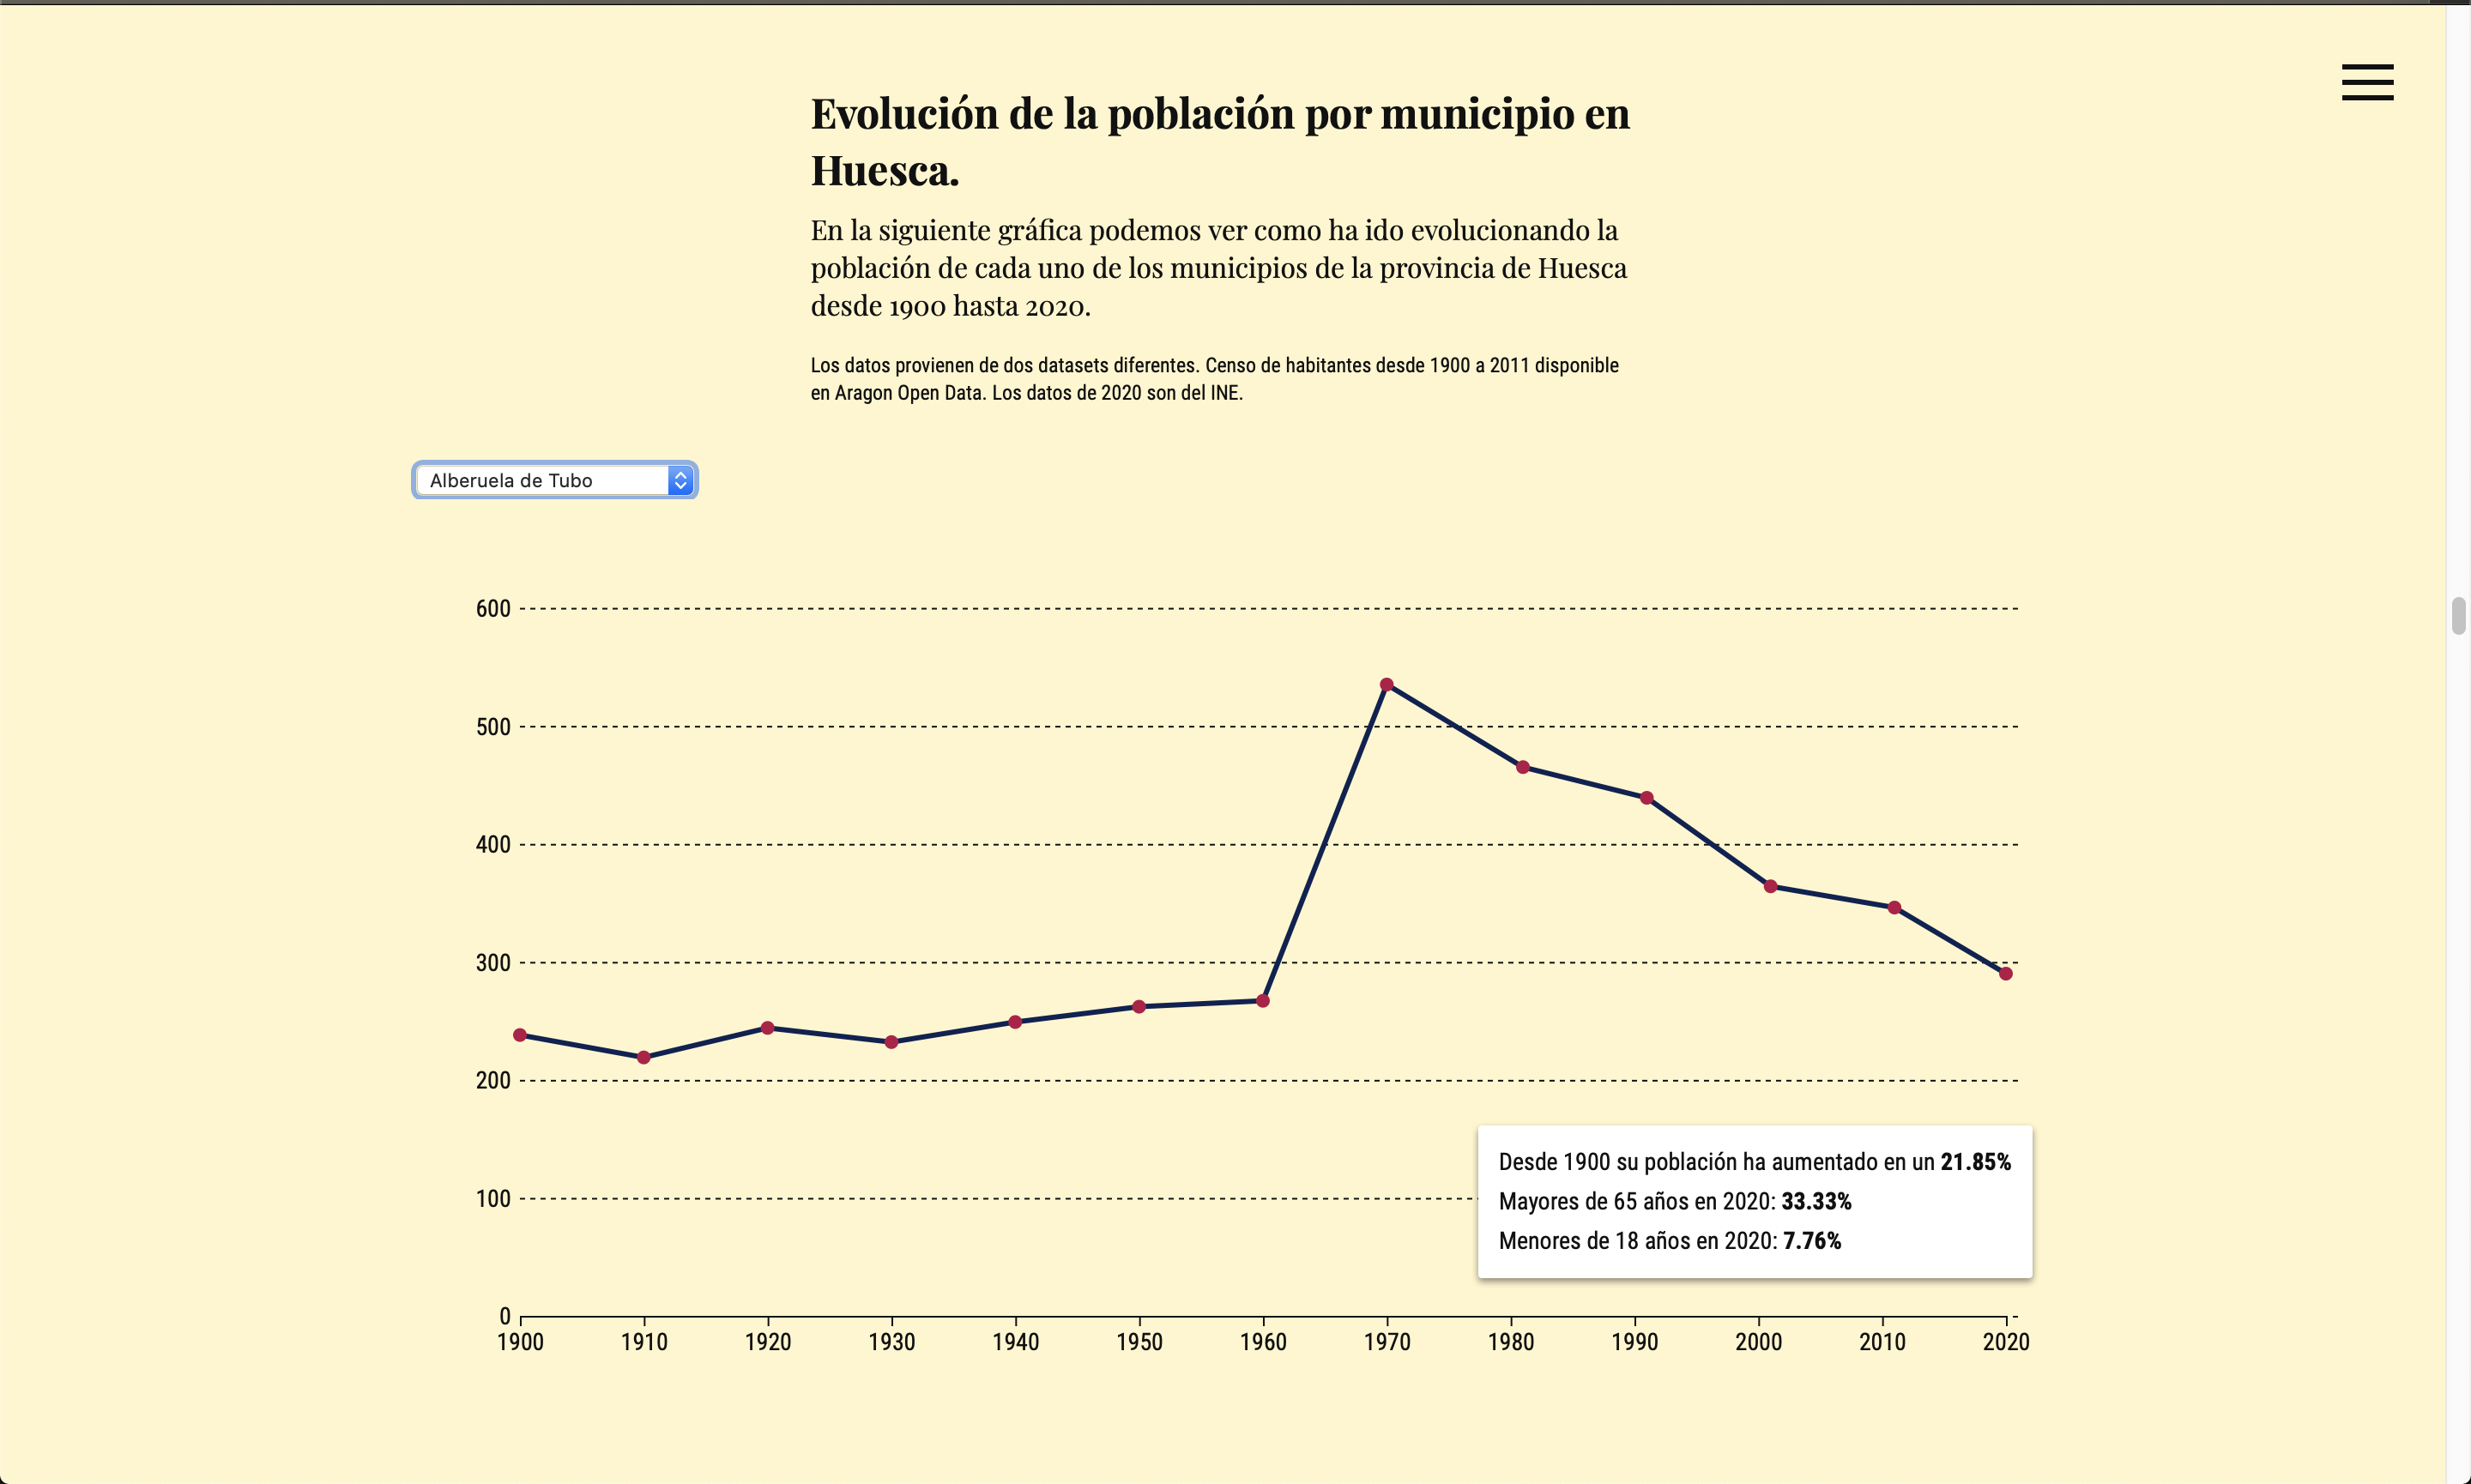 Evolución de la población por municipio en
Huesca.
En la siguiente gráfica podemos ver como ha ido evolucionando la
población de cada uno de los municipios de la provincia de Huesca
desde 1900 hasta 2020.
Los datos provienen de dos datasets diferentes. Censo de habitantes desde 1900 a 2011 disponible
en Aragon Open Data. Los datos de 2020 son del INE.
Alberuela de Tubo
600
500
400
300
200
100
0
Desde 1900 su población ha aumentado en un 21.85%
Mayores de 65 años en 2020: 33.33%
Menores de 18 años en 2020: 7.76%
1900 1910 1920 1930 1940 1950 1960 1970 1980 1990 2000 2010 2020